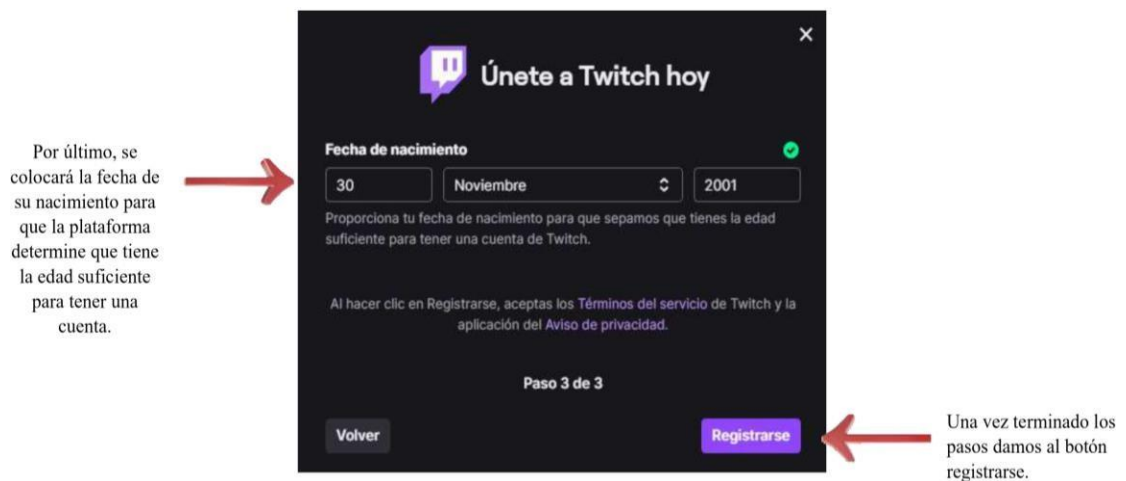 Únete a Twitch hoy
Por último, se
colocará la fecha de
su nacimiento para
que la plataforma
determine que tiene
la edad suficiente
para tener una
cuenta.
Fecha de nacimiento
30 Noviembre 2001
Proporciona tu fecha de nacimiento para que sepamos que tienes la edad
suficiente para tener una cuenta de Twitch.
Al hacer clic en Registrarse, aceptas los Términos del servicio de Twitch y la
aplicación del Aviso de privacidad.
Paso 3 de 3
Volver Registrarse
Una vez terminado los
pasos damos al botón
registrarse.